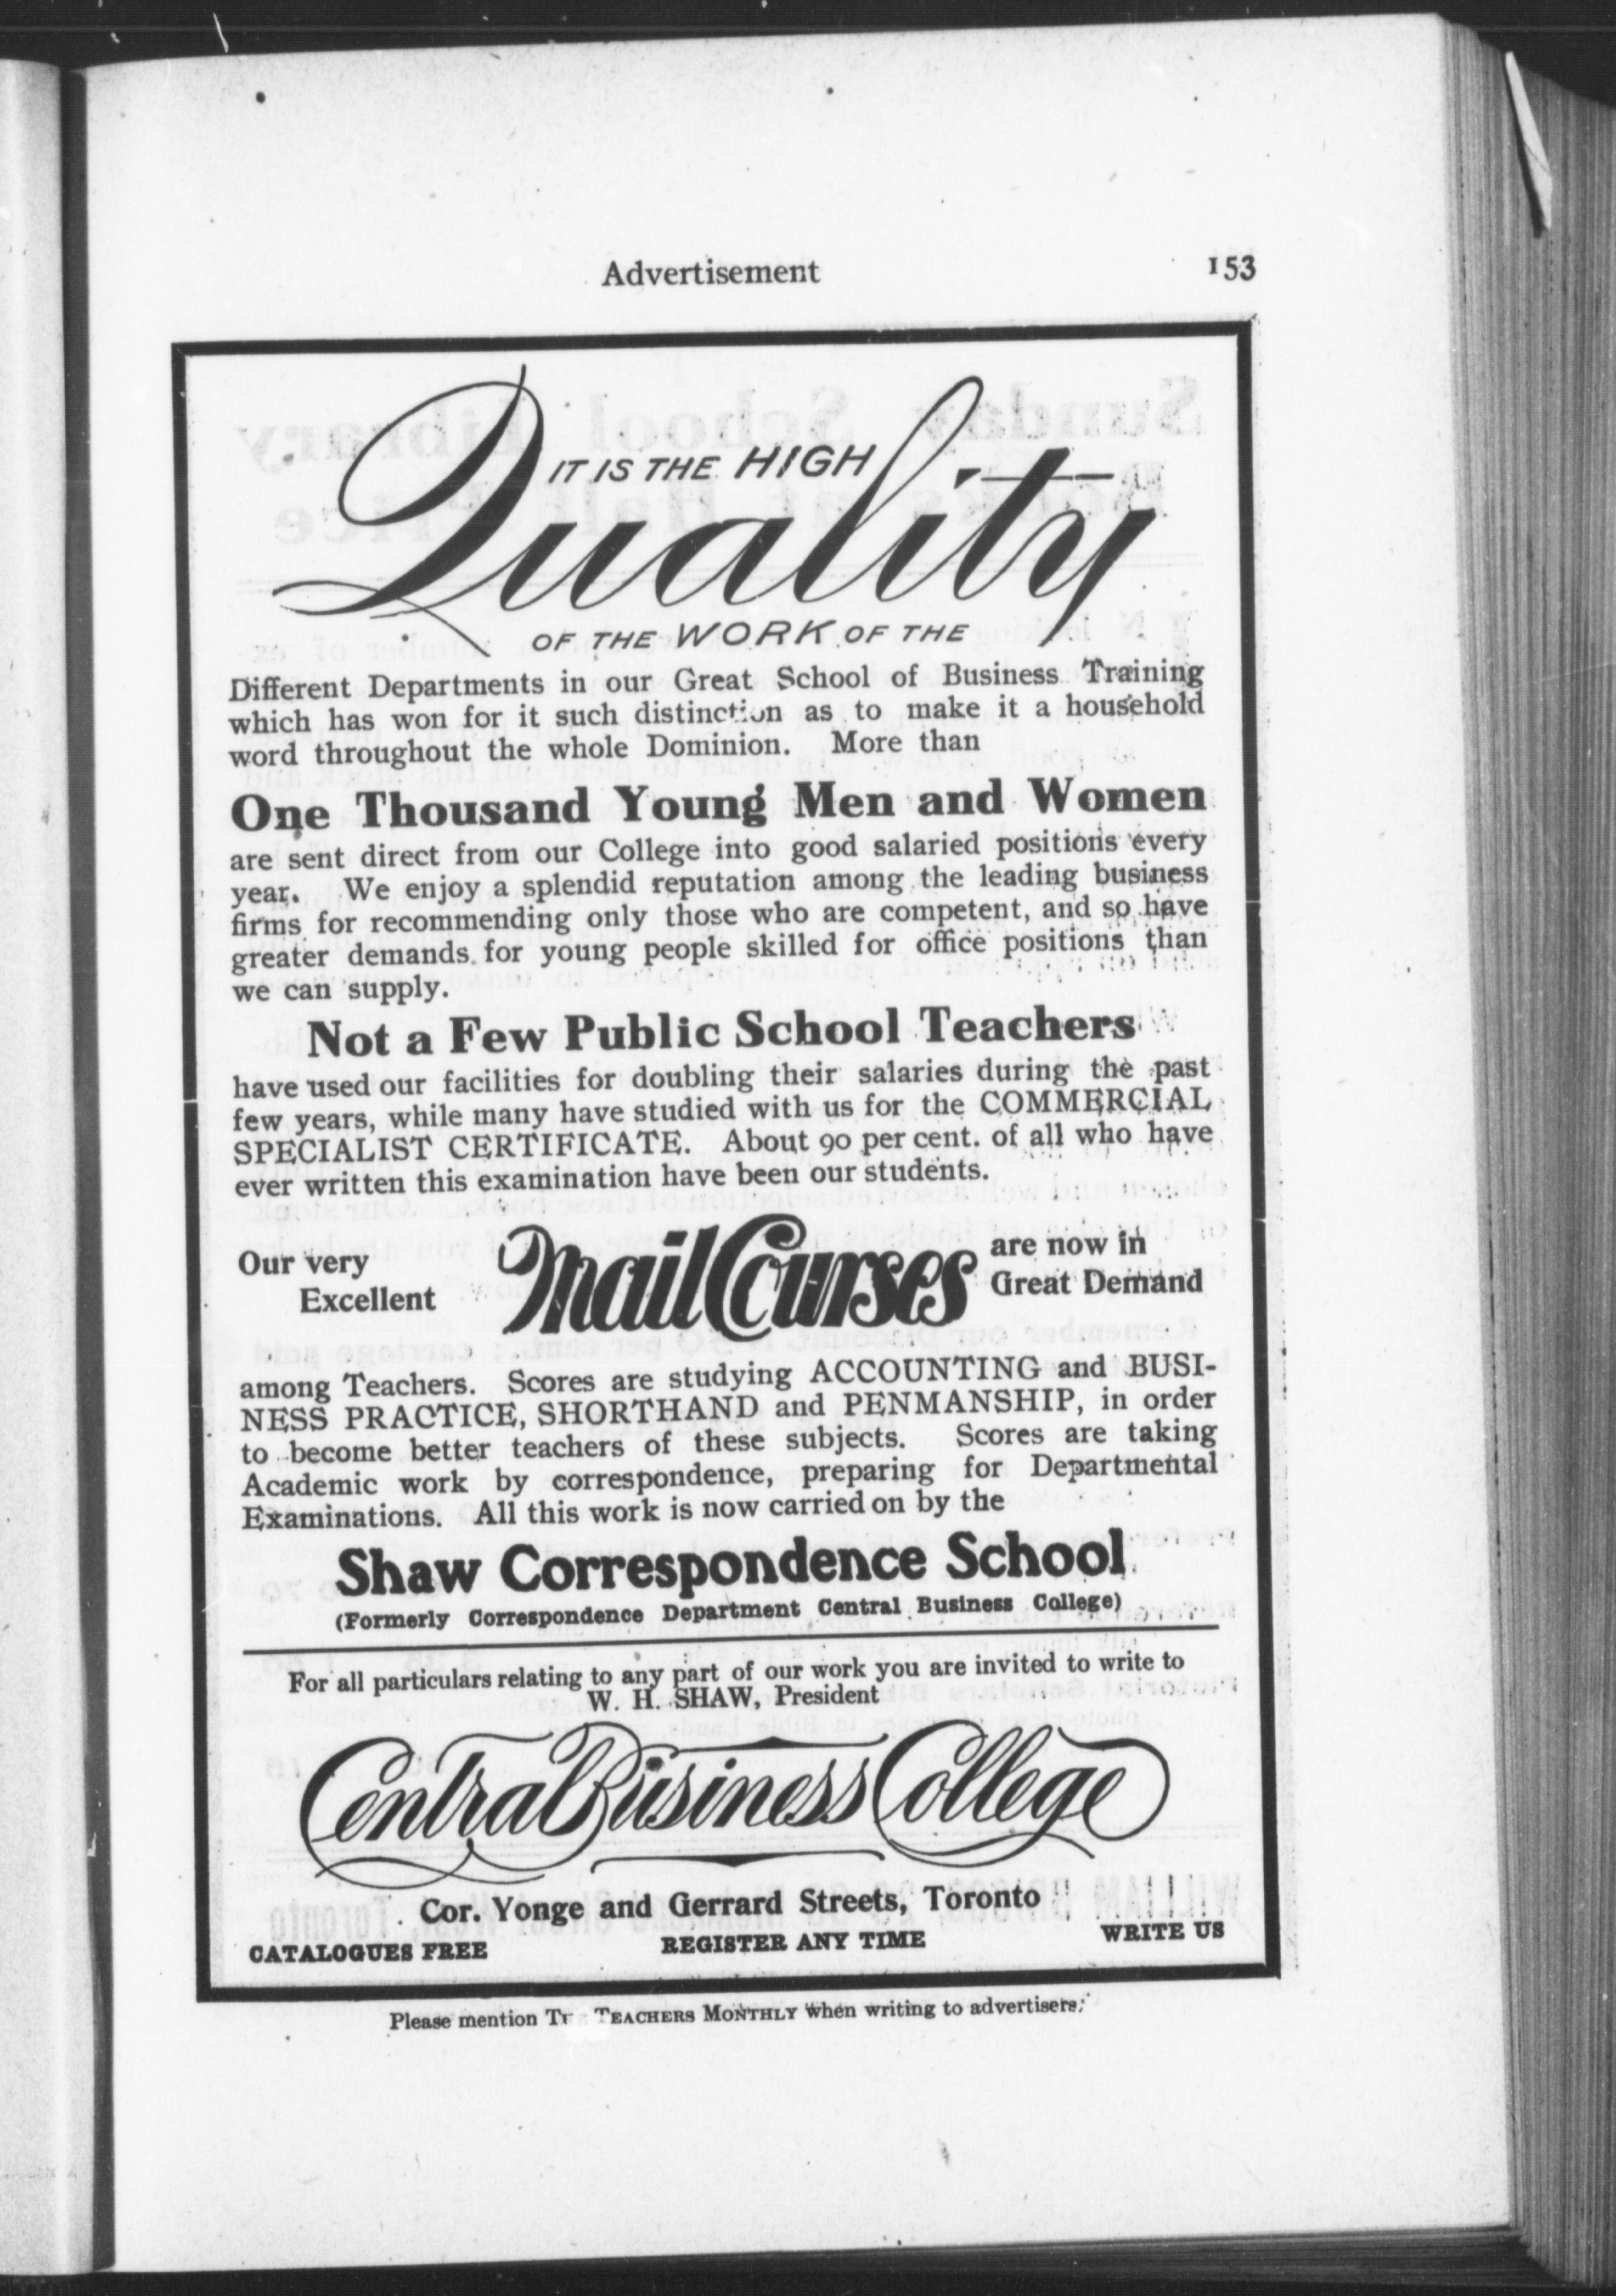 Advertisement 153
IT IS THE HIGH
Quality
OF THE WORK OF THE
Different Departments in our Great School of Business Training
which has won for it such distinction as to make it a household
word throughout the whole Dominion. More than
One Thousand Young Men and Women
are sent direct from our College into good salaried positions every
year. We enjoy a splendid reputation among the leading business
firms for recommending only those who are competent, and so have
greater demands for young people skilled for office positions than
we can supply.
Not a Few Public School Teachers
have used our facilities for doubling their salaries during the past
few years, while many have studied with us for the COMMERCIAL
SPECIALIST CERTIFICATE. About 90 per cent. of all who have
ever written this examination have been our students.
Our very
Excellent
Mail Courses
are now in
Great Demand
among Teachers. Scores are studying ACCOUNTING and BUSI-
NESS PRACTICE, SHORTHAND and PENMANSHIP, in order
to become better teachers of these subjects. Scores are taking
Academic work by correspondence, preparing for Departmental
Examinations. All this work is now carried on by the
Shaw Correspondence School
(Formerly Correspondence Department Central Business College)
For all particulars relating to any part of our work you are invited to write to
W. H. SHAW, President
Central Business College
Cor. Yonge and Gerrard Streets, Toronto
CATALOGUES FREE REGISTER ANY TIME WRITE US
Please mention TEACHERS MONTHLY when writing to advertisers.